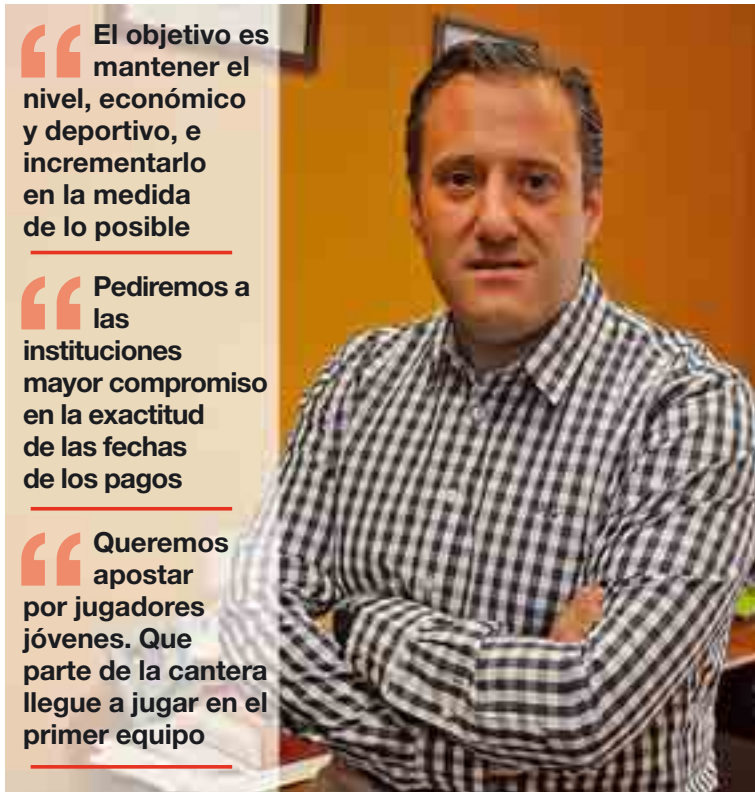 “ El objetivo es
mantener el
nivel, económico
y deportivo, e
incrementarlo
en la medida
de lo posible
“ Pediremos a
las
instituciones
mayor compromiso
en la exactitud
de las fechas
de los pagos
“ Queremos
apostar
por jugadores
jóvenes. Que
parte de la cantera
llegue a jugar en el
primer equipo